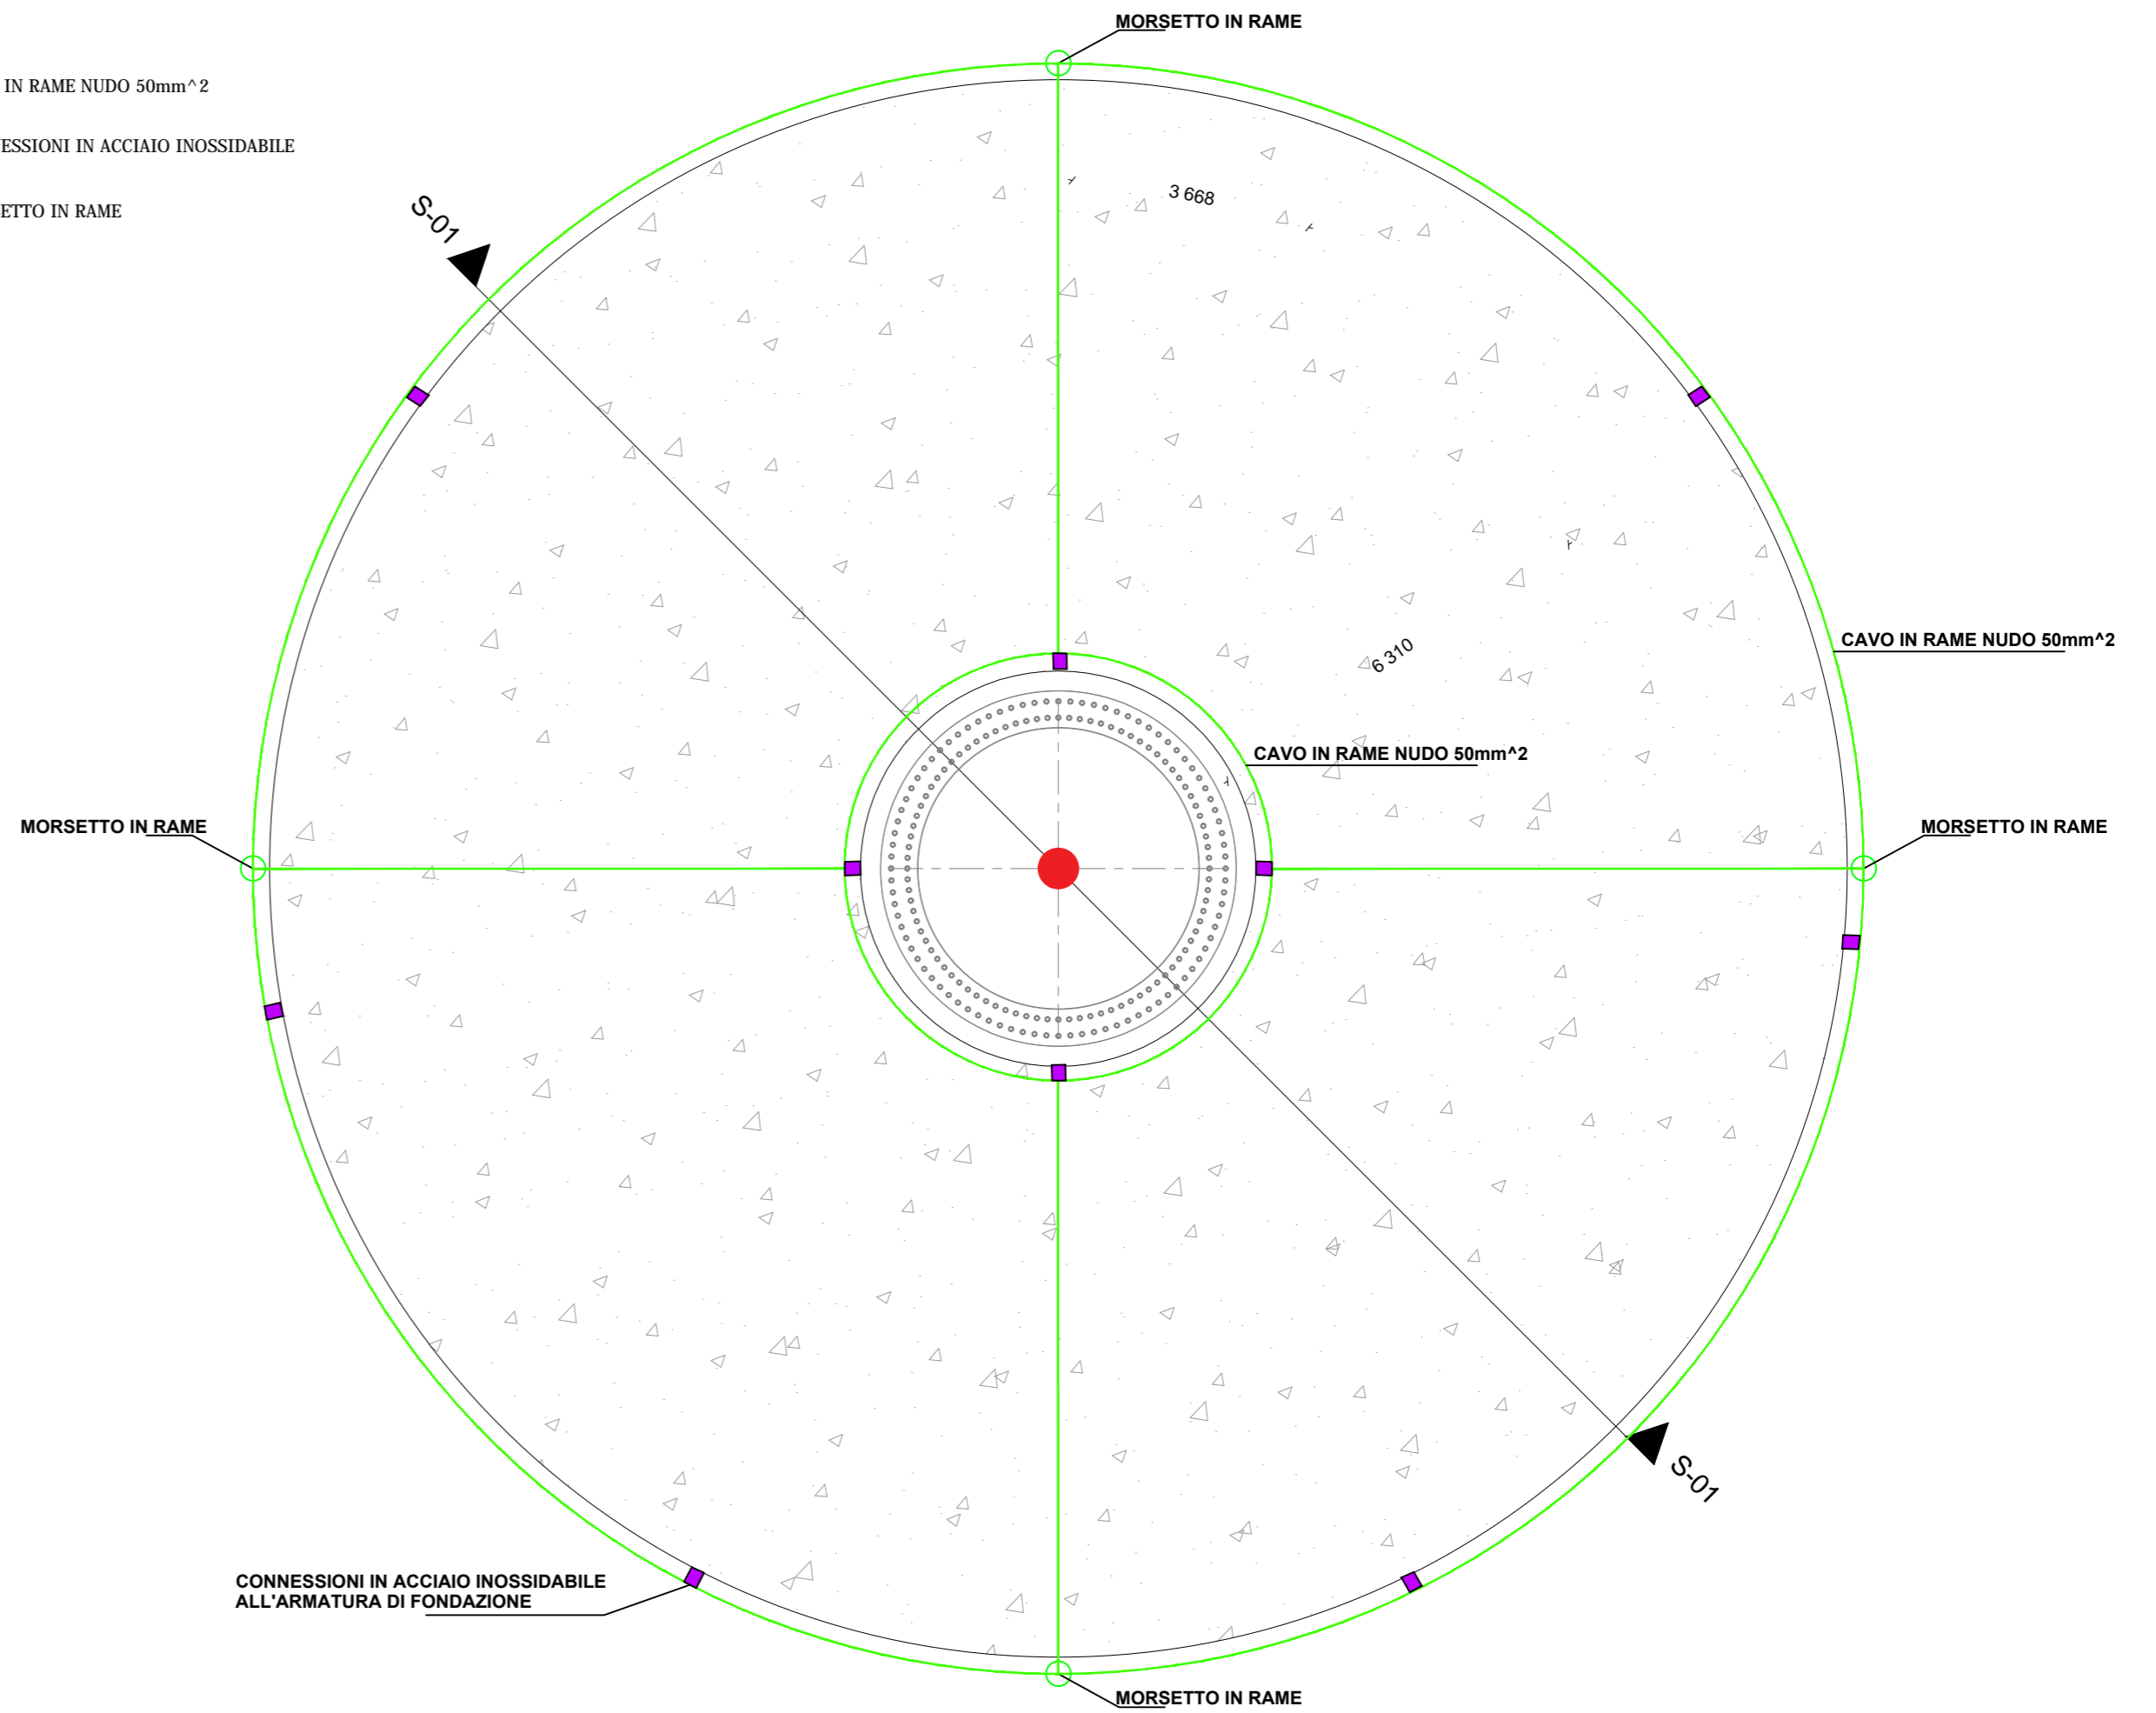 MORSETTO IN RAME
IN RAME NUDO 50mm^2
ESSIONI IN ACCIAIO INOSSIDABILE
ETTO IN RAME
S-01
3 668
CAVO IN RAME NUDO 50mm^2
6 310
CAVO IN RAME NUDO 50mm^2
MORSETTO IN RAME
MORSETTO IN RAME
S-01
CONNESSIONI IN ACCIAIO INOSSIDABILE
ALL'ARMATURA DI FONDAZIONE
MORSETTO IN RAME